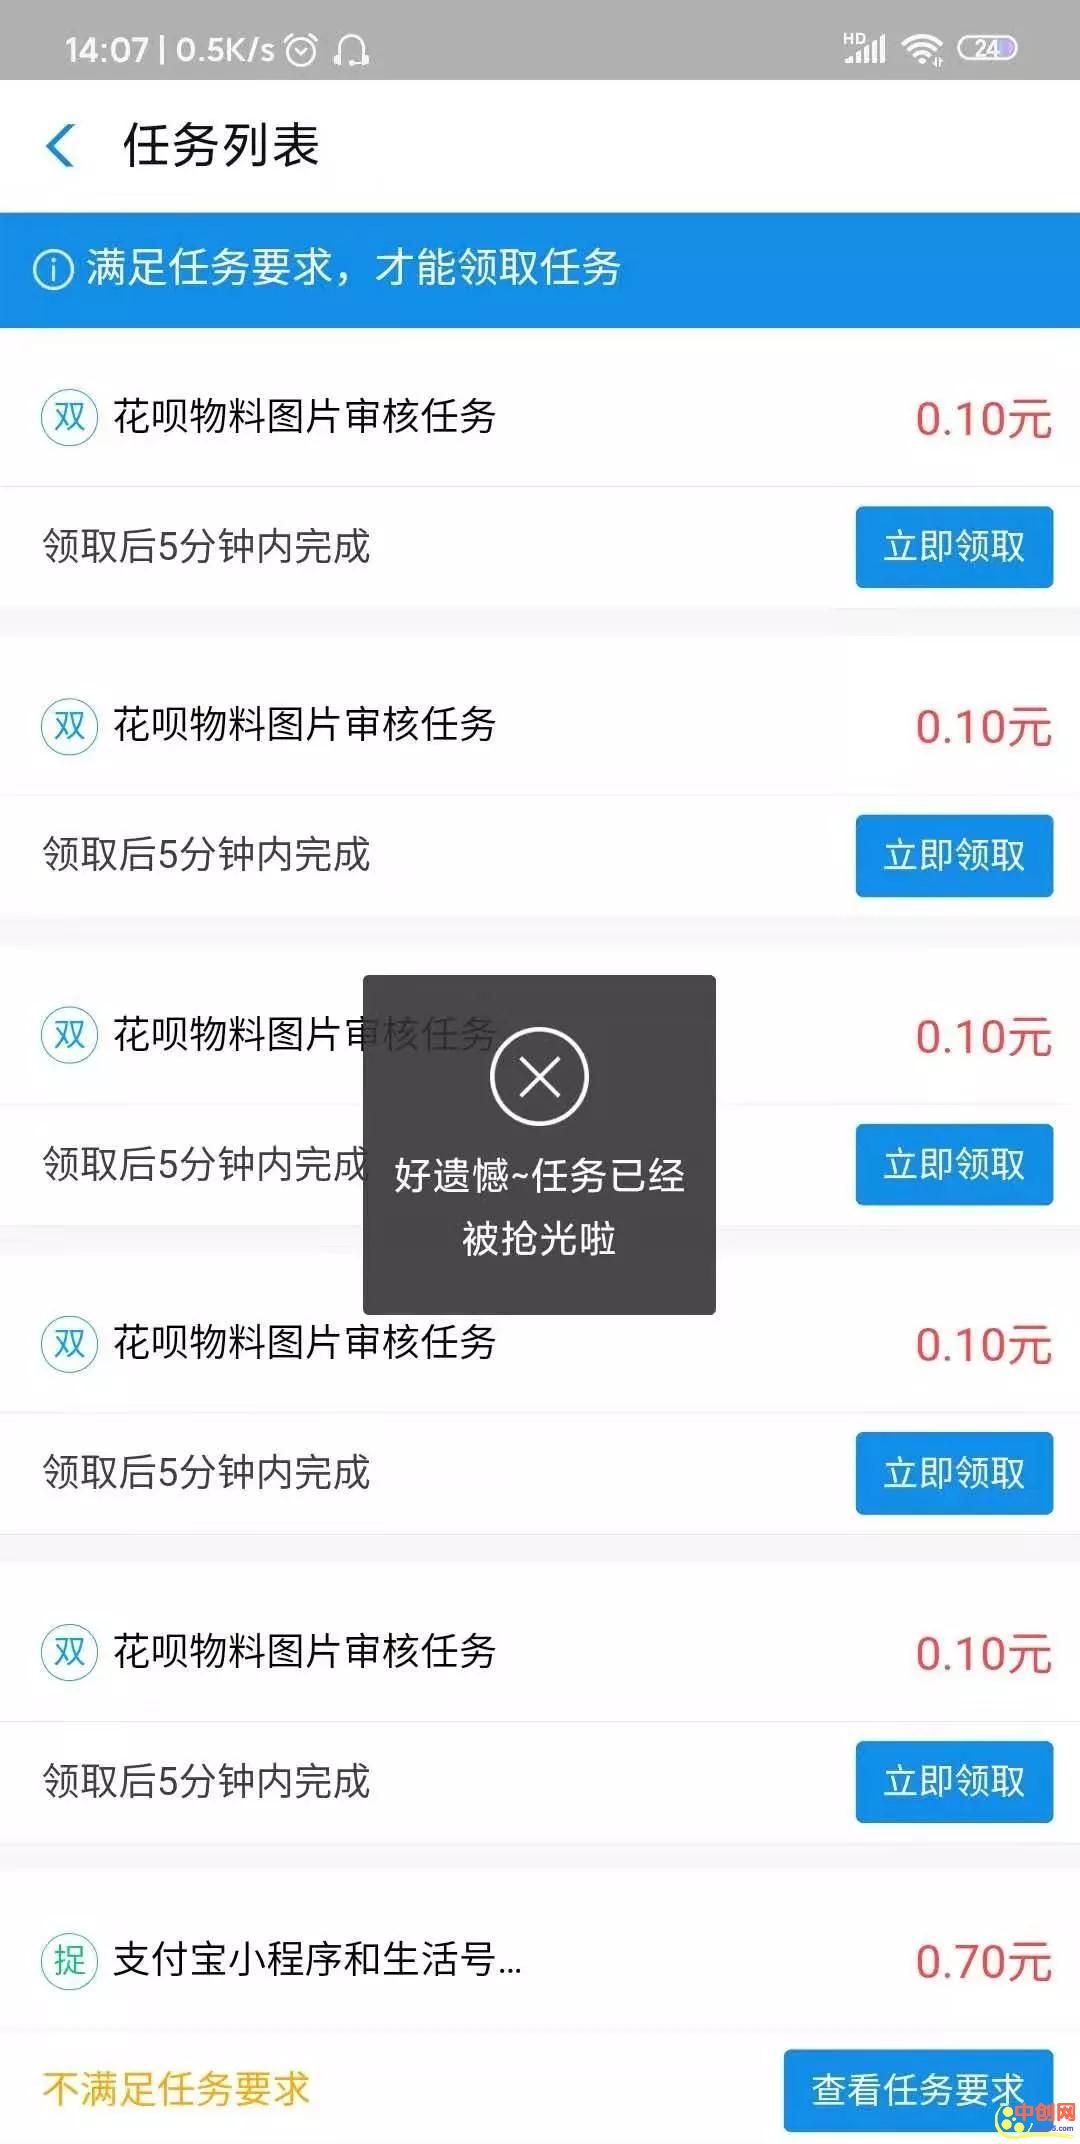 14:07 | 0.5K/s HD 24
任务列表
满足任务要求，才能领取任务
双 花呗物料图片审核任务 0.10元
领取后5分钟内完成 立即领取
双 花呗物料图片审核任务 0.10元
领取后5分钟内完成 立即领取
双 花呗物料图片审核任务 0.10元
领取后5分钟内完成 立即领取
好遗憾~任务已经
被抢光啦
双 花呗物料图片审核任务 0.10元
领取后5分钟内完成 立即领取
双 花呗物料图片审核任务 0.10元
领取后5分钟内完成 立即领取
捉 支付宝小程序和生活号... 0.70元
不满足任务要求 查看任务要求
中创网